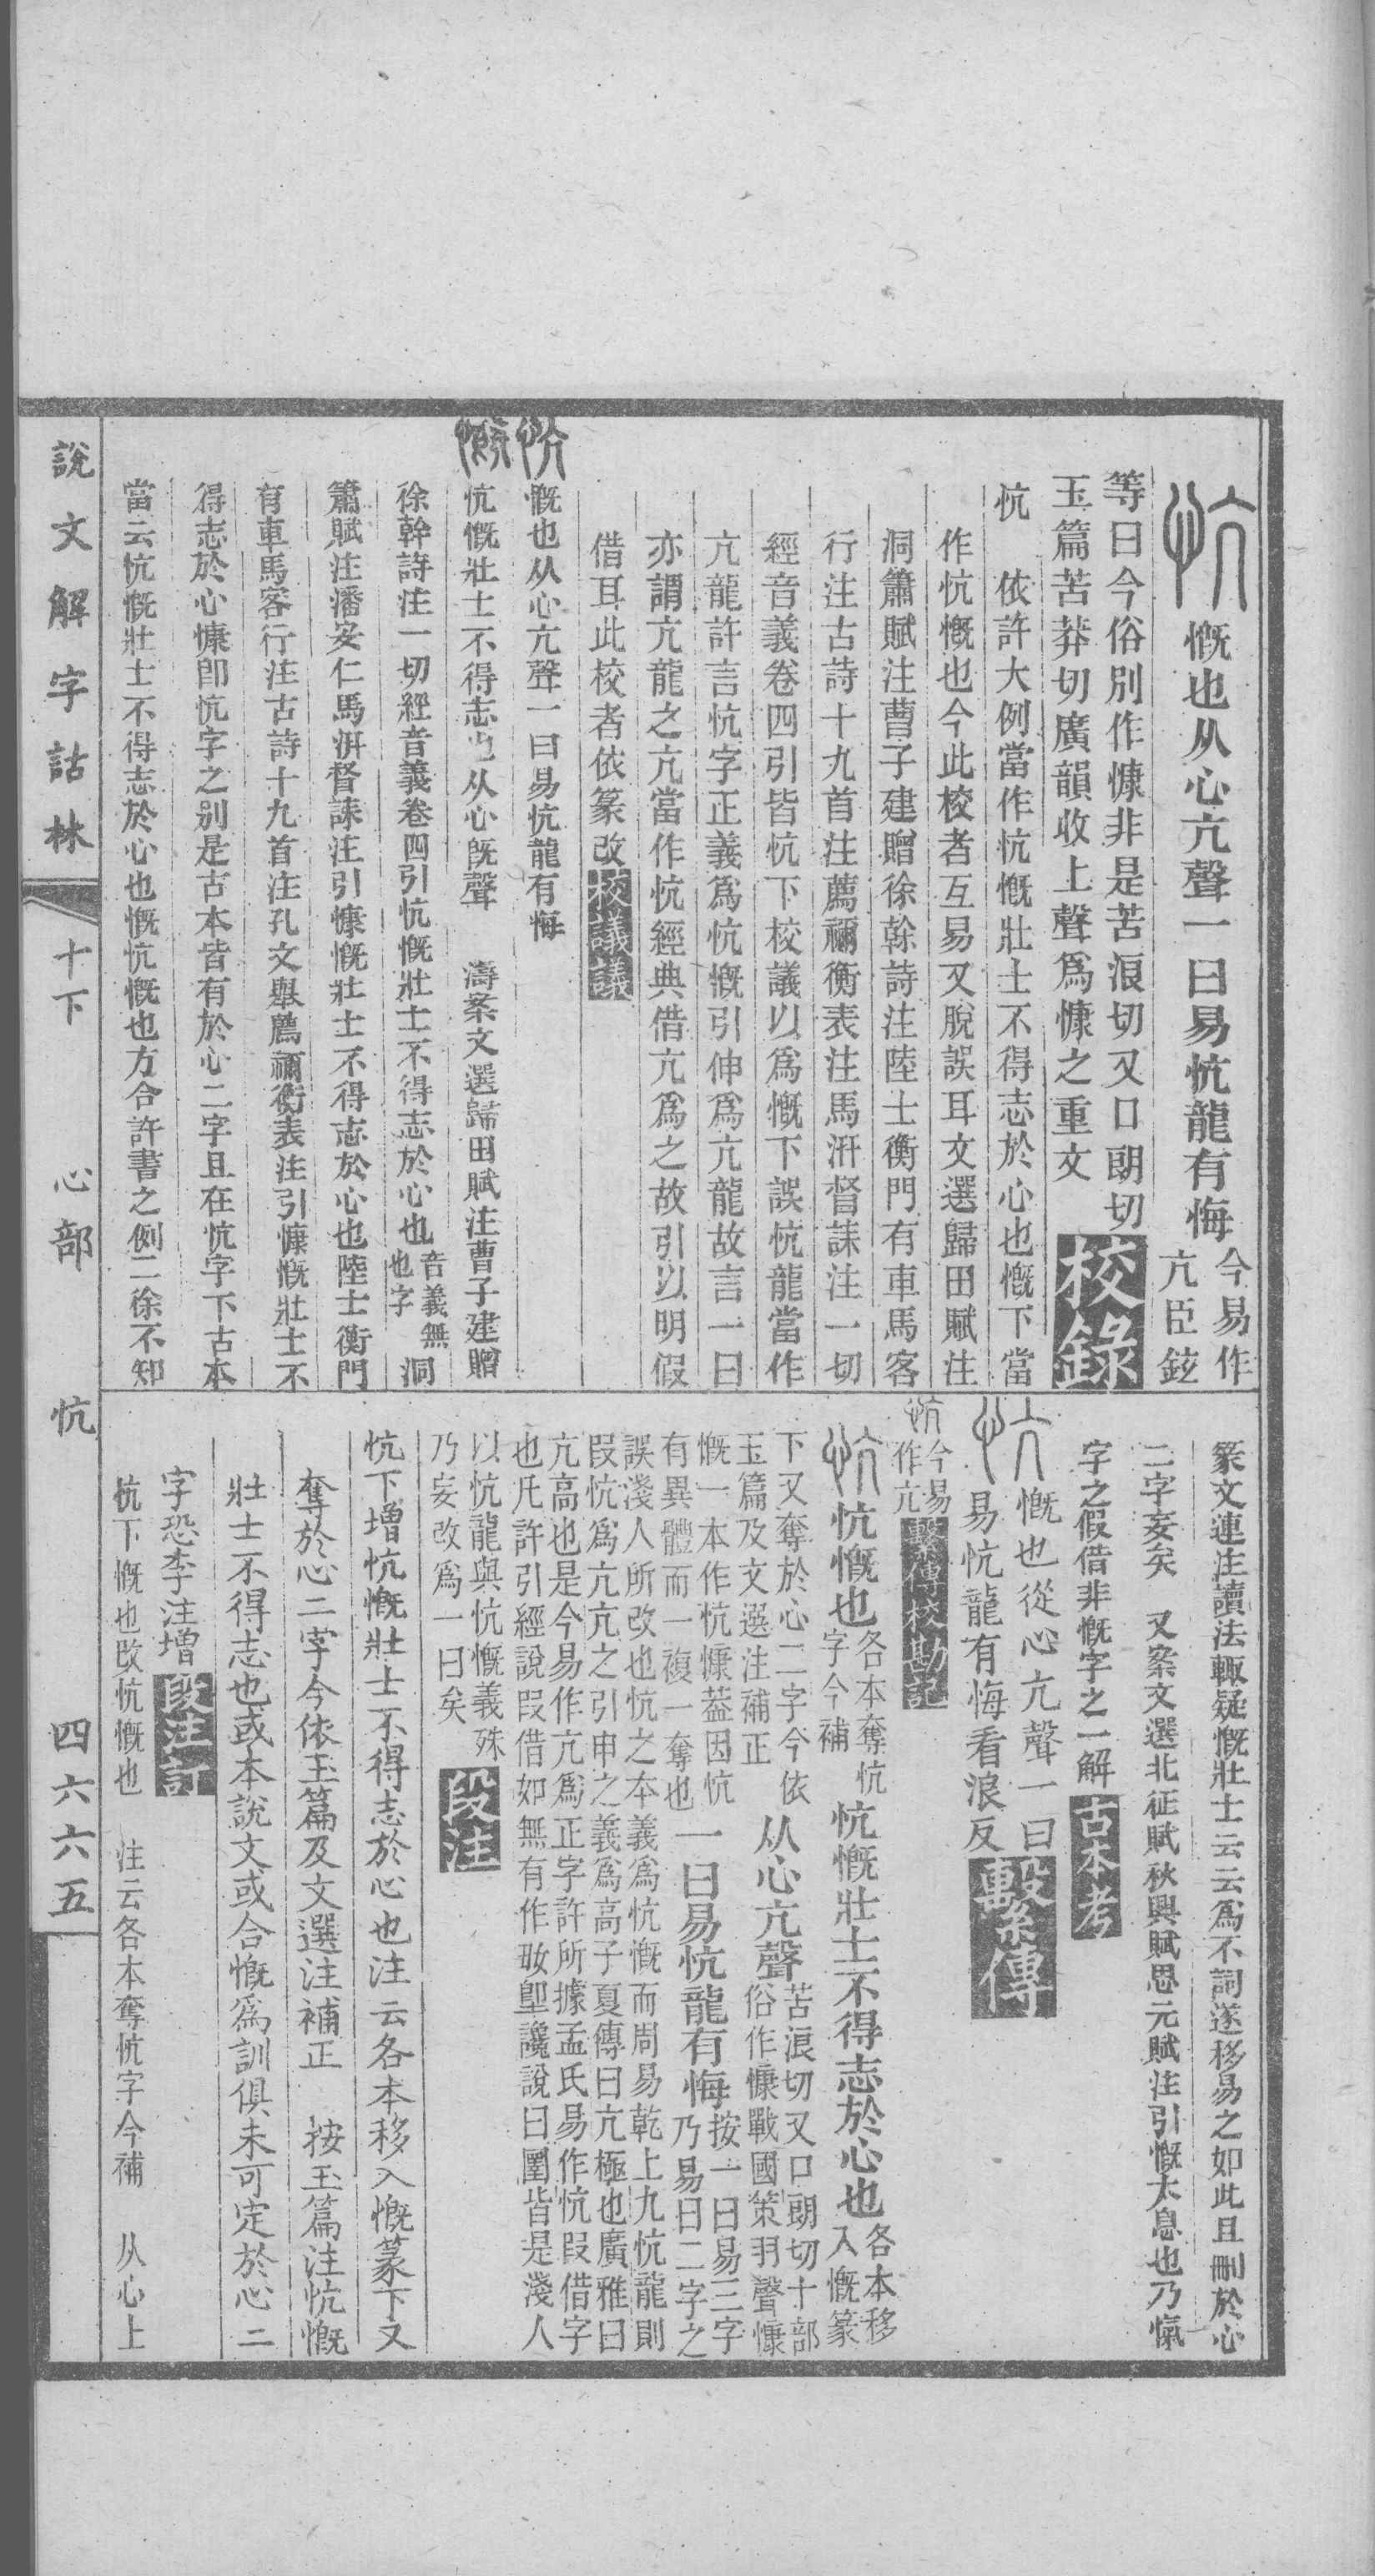 慨也从心亢聲一曰易忼龍有悔今易作亢臣鉉
等曰今俗別作慷非是苦浪切又口朗切
玉篇苦莽切廣韻收上聲爲慷之重文 校錄
忼 依許大例當作忼慨壯士不得志於心也慨下當
作忼慨也今此校者互易又脫誤耳文選歸田賦注
洞簫賦注曹子建贈徐幹詩注陸士衡門有車馬客
行注古詩十九首注薦禰衡表注馬汧督誄注一切
經音義卷四引皆忼下校議以爲慨下誤忼龍當作
亢龍許言忼字正義爲忼慨引伸爲亢龍故言一曰
亦謂亢龍之亢當作忼經典借亢爲之故引以明假
借耳此校者依篆改 校議議
慨也从心亢聲一曰易忼龍有悔
忼慨壯士不得志也从心旣聲 濤案文選歸田賦注曹子建贈
徐幹詩注一切經音義卷四引忼慨壯士不得志於心也音義無也字洞
簫賦注潘安仁馬汧督誄注引慷慨壯士不得志於心也陸士衡門
有車馬客行注古詩十九首注孔文舉薦禰衡表注引慷慨壯士不
得志於心慷卽忼字之別是古本皆有於心二字且在忼字下古本
當云忼慨壯士不得志於心也慨忼慨也方合許書之例二徐不知
篆文連注讀法輒疑慨壯士云云爲不詞遂移易之如此且刪於心
二字妄矣 又案文選北征賦秋興賦思元賦注引慨太息也乃愾
字之假借非慨字之一解 古本考
慨也從心亢聲一曰
易忼龍有悔看浪反 繫傳
今易作亢 繫傳校勘記
忼慨也各本奪忼字今補忼慨壯士不得志於心也各本移入慨篆
下又奪於心二字今依玉篇及文選注補正从心亢聲苦浪切又口朗切十部俗作慷戰國策羽聲慷
慨一本作忼慷葢因忼有異體而一複一奪也一曰易忼龍有悔按一曰易三字乃易曰二字之
誤淺人所改也忼之本義爲忼慨而周易乾上九忼龍則
叚忼爲亢亢之引申之義爲高子夏傳曰亢極也廣雅曰
亢高也是今易作亢爲正字許所據孟氏易作忼叚借字
也凡許引經說叚借如無有作𡚽堲讒說曰圛皆是淺人
以忼龍與忼慨義殊
乃妄改爲一曰矣 段注
忼下增忼慨壯士不得志於心也注云各本移入慨篆下又
奪於心二字今依玉篇及文選注補正 按玉篇注忼慨
壯士不得志也或本說文或合慨爲訓俱未可定於心二
字恐李注增 段注訂
忼下慨也改忼慨也 注云各本奪忼字今補 从心上
說文解字詁林 十下 心部 忼 四六六五